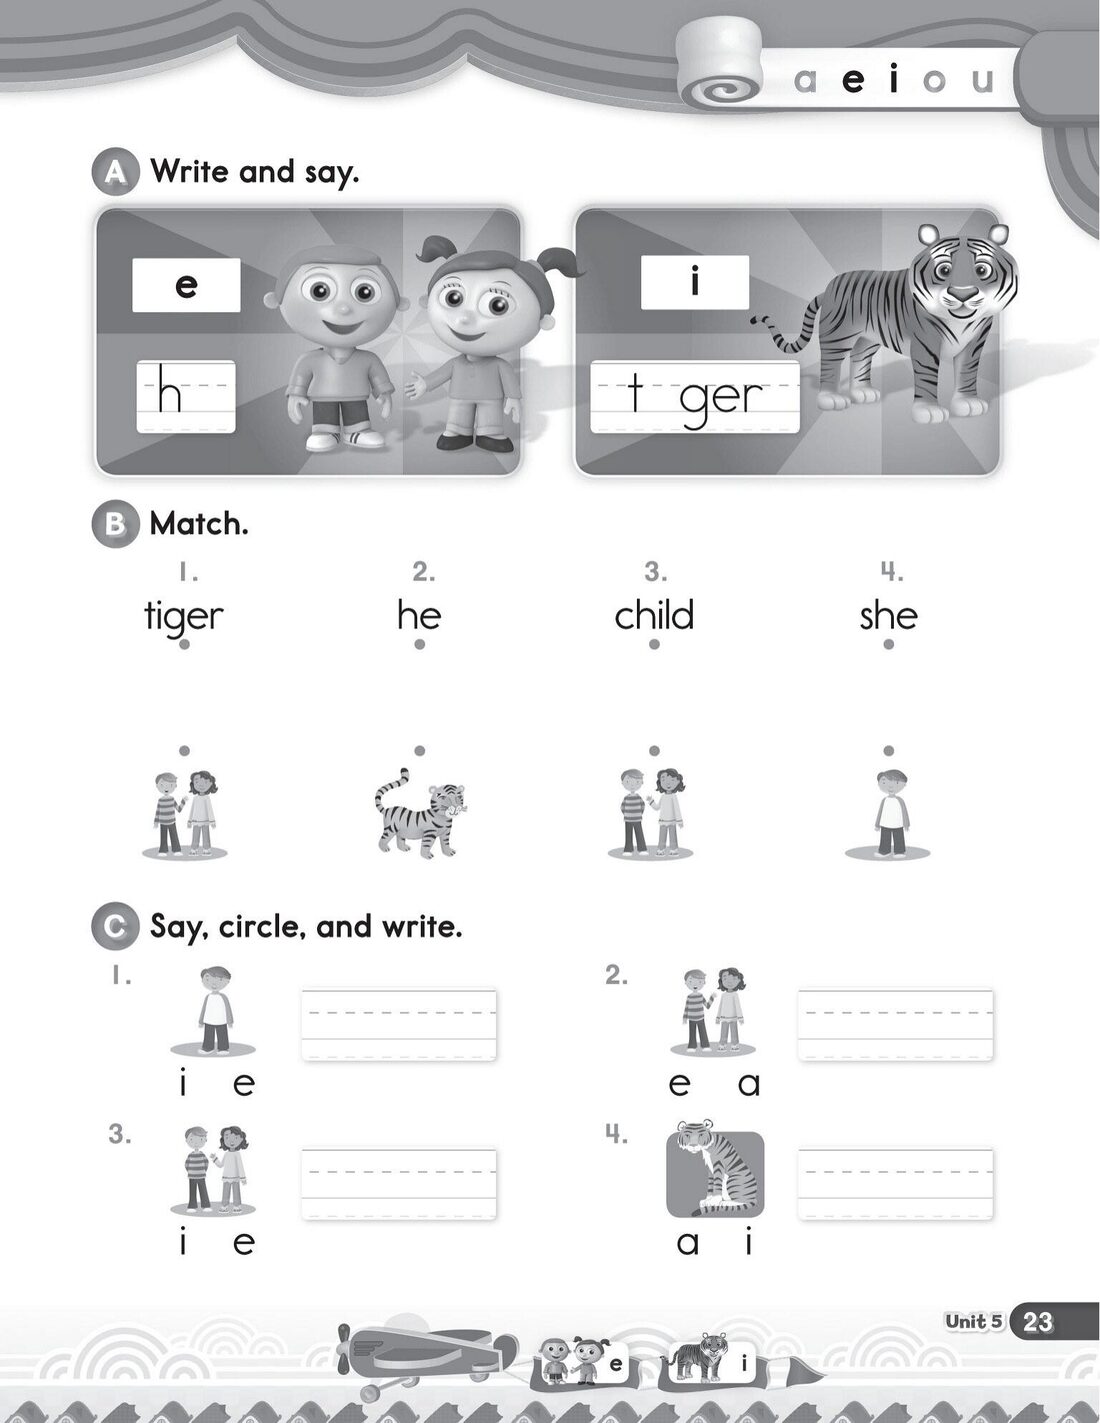 a e i o u
A Write and say.
e i
h t ger
B Match.
1. 2. 3. 4.
tiger he child she
C Say, circle, and write.
1. 2.
i e e a
3. 4.
i e a i
Unit 5 23
e i